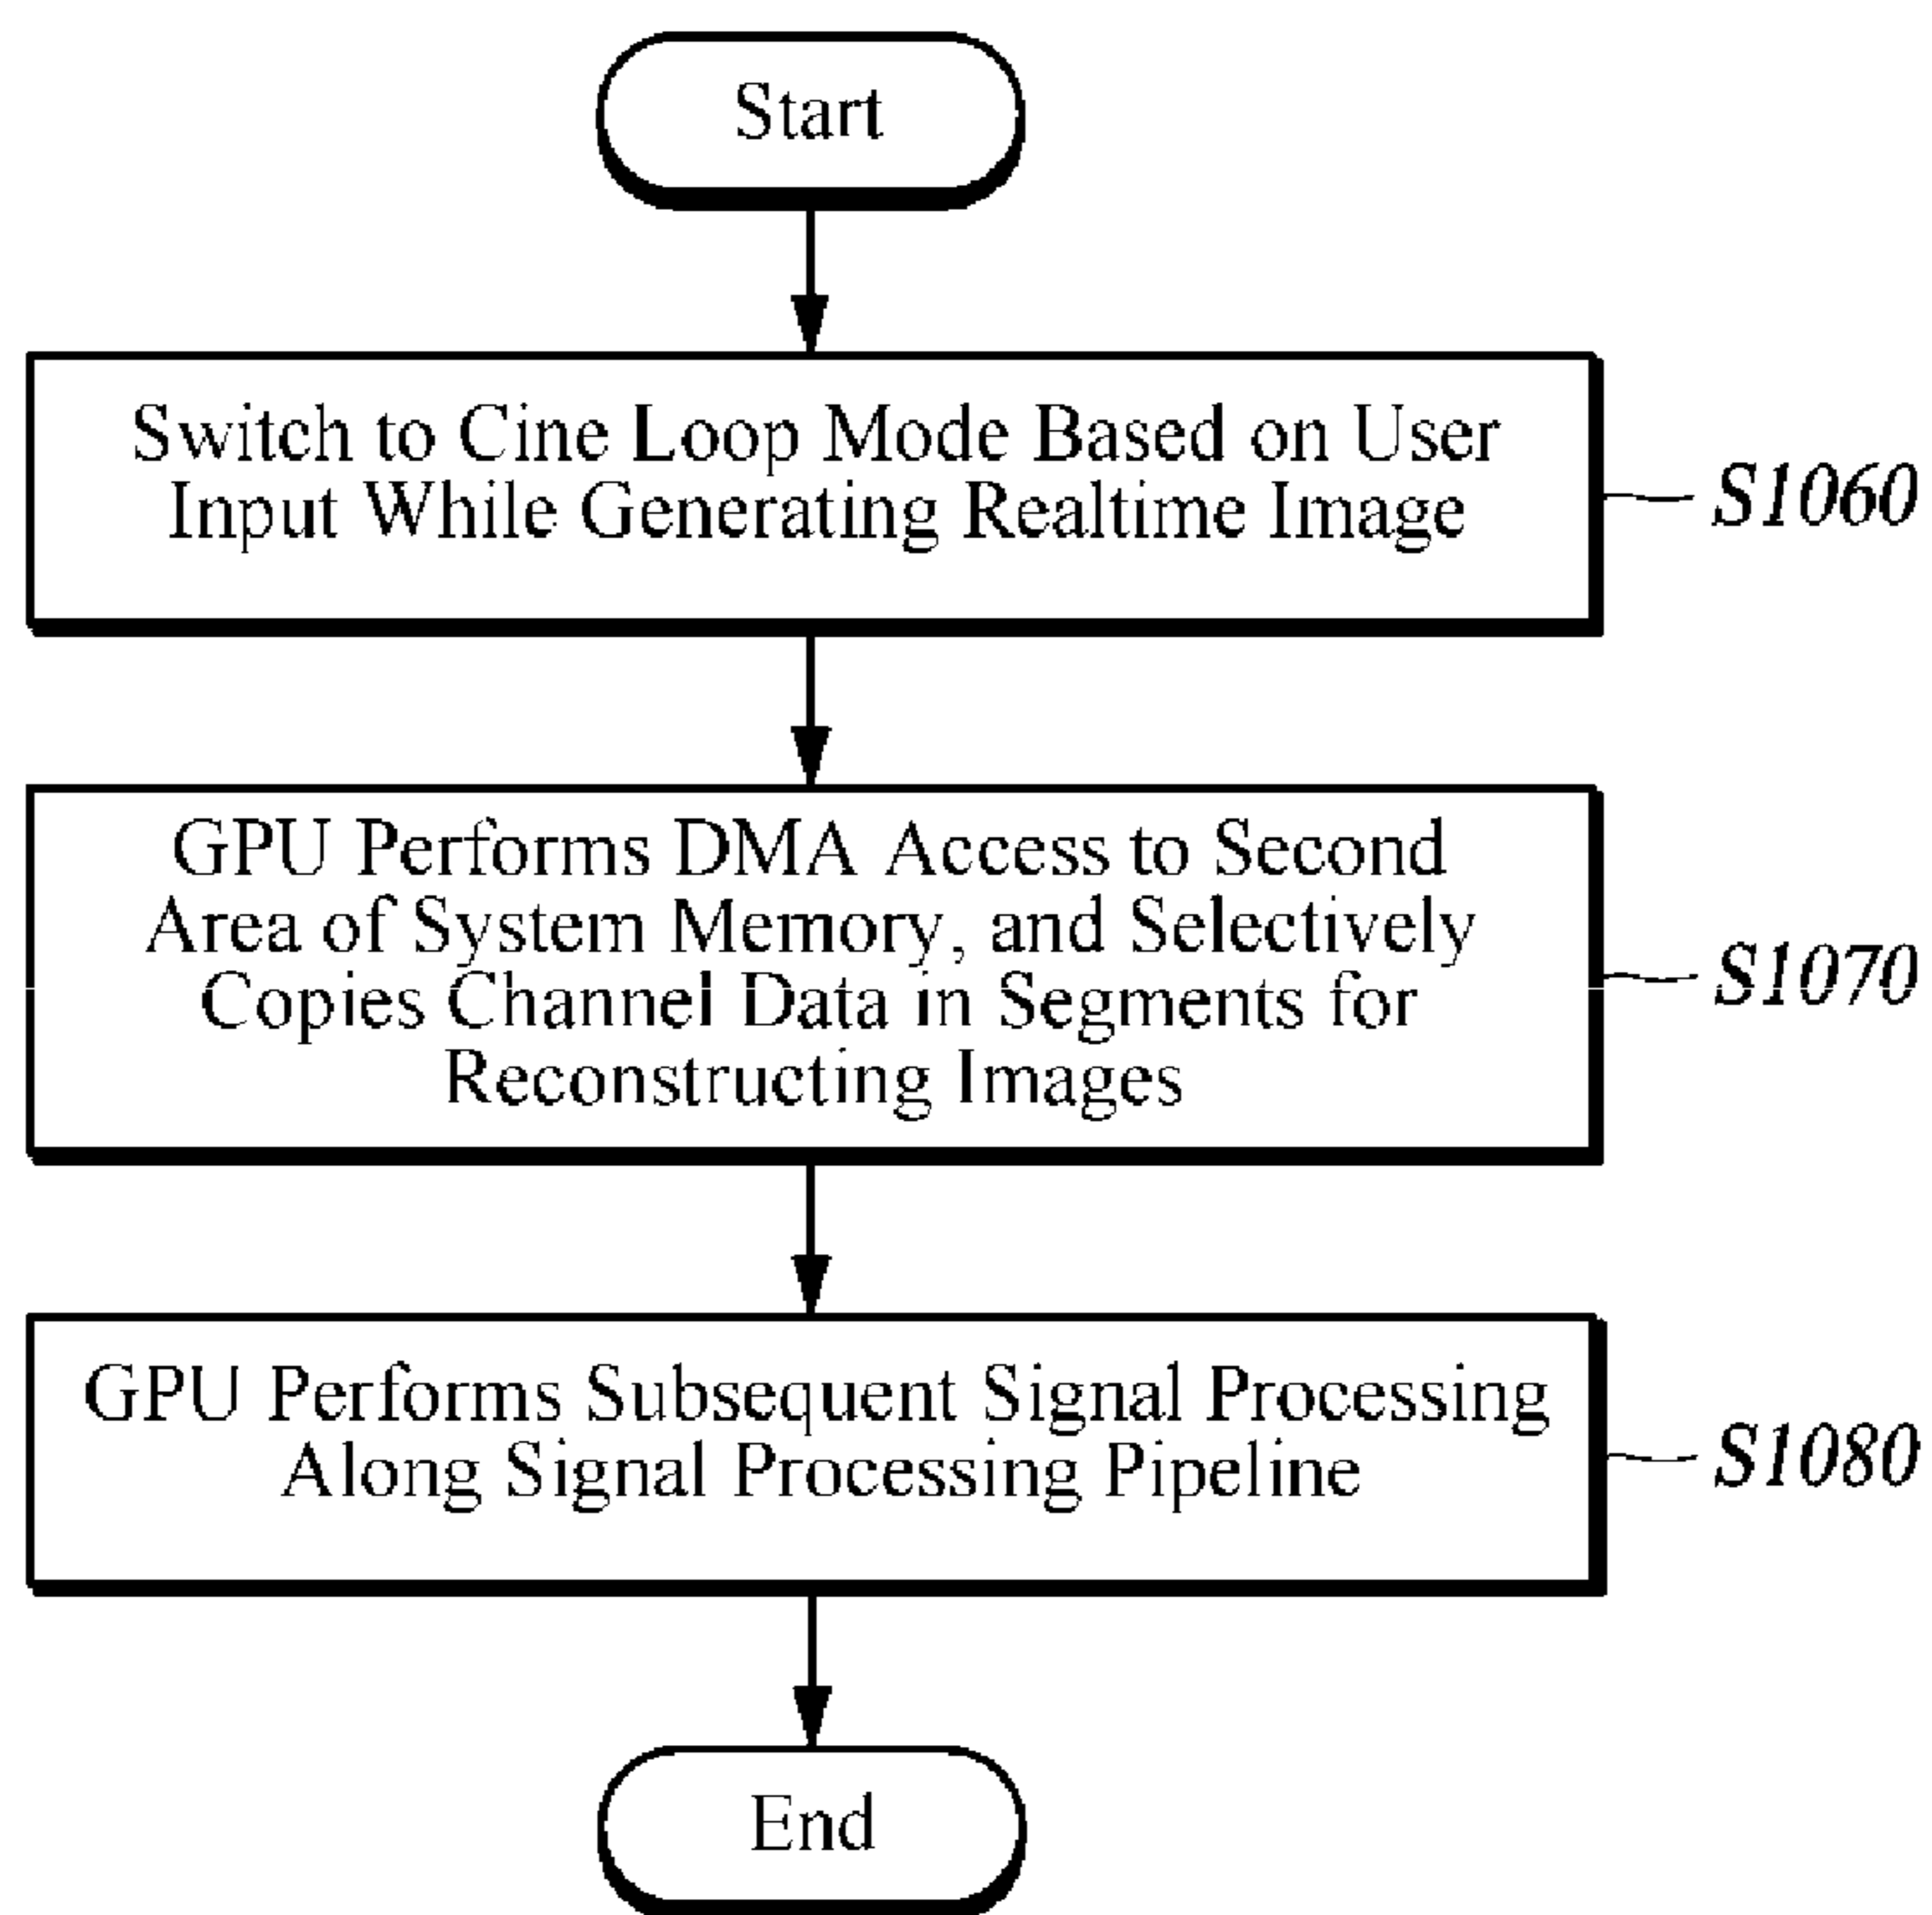 Start
Switch to Cine Loop Mode Based on User
Input While Generating Realtime Image
S1060
GPU Performs DMA Access to Second
Area of System Memory, and Selectively
Copies Channel Data in Segments for
Reconstructing Images
S1070
GPU Performs Subsequent Signal Processing
Along Signal Processing Pipeline
S1080
End